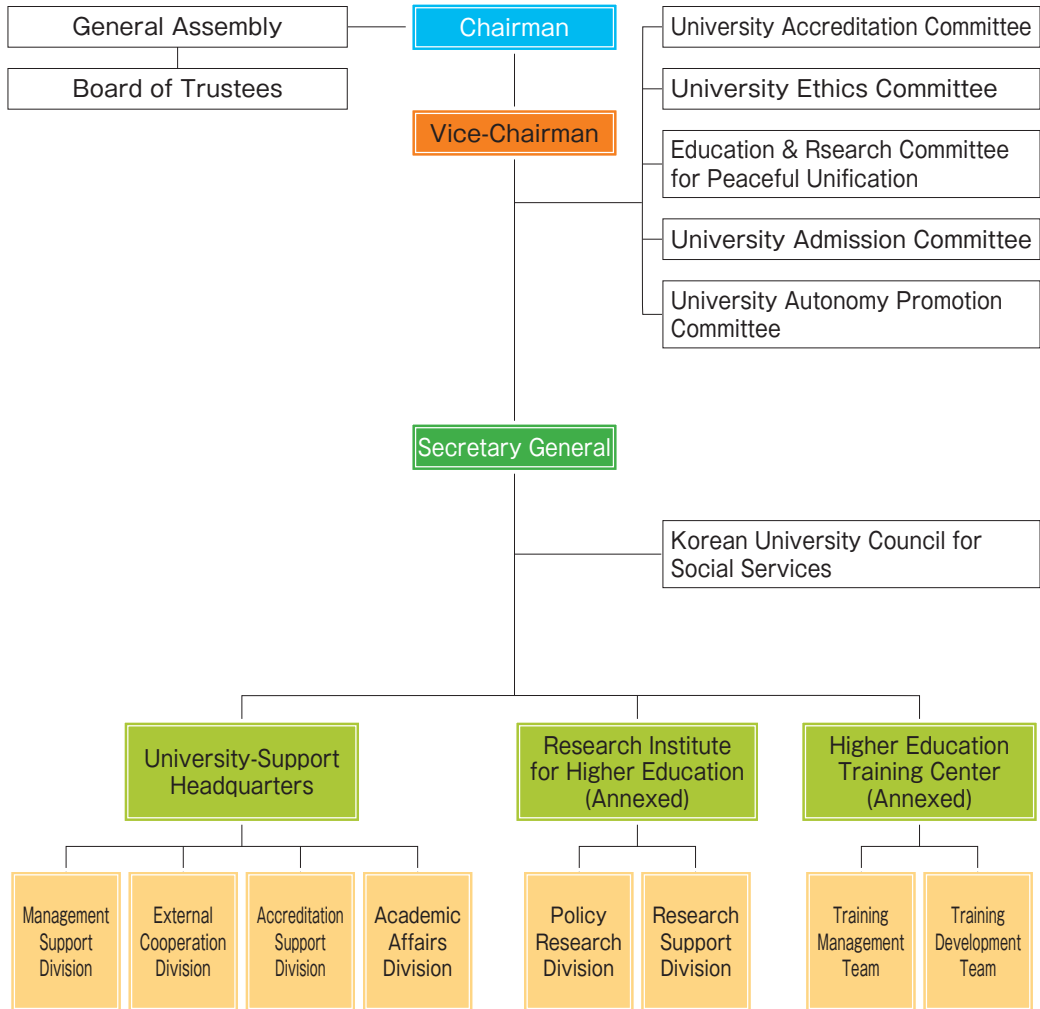 General Assembly
Chairman
Board of Trustees
Vice-Chairman
University Accreditation Committee
University Ethics Committee
Education & Rsearch Committee
for Peaceful Unification
University Admission Committee
University Autonomy Promotion
Committee
Secretary General
Korean University Council for
Social Services
University-Support
Headquarters
Research Institute
for Higher Education
(Annexed)
Higher Education
Training Center
(Annexed)
Management
Support
Division
External
Cooperation
Division
Accreditation
Support
Division
Academic
Affairs
Division
Policy
Research
Division
Research
Support
Division
Training
Management
Team
Training
Development
Team